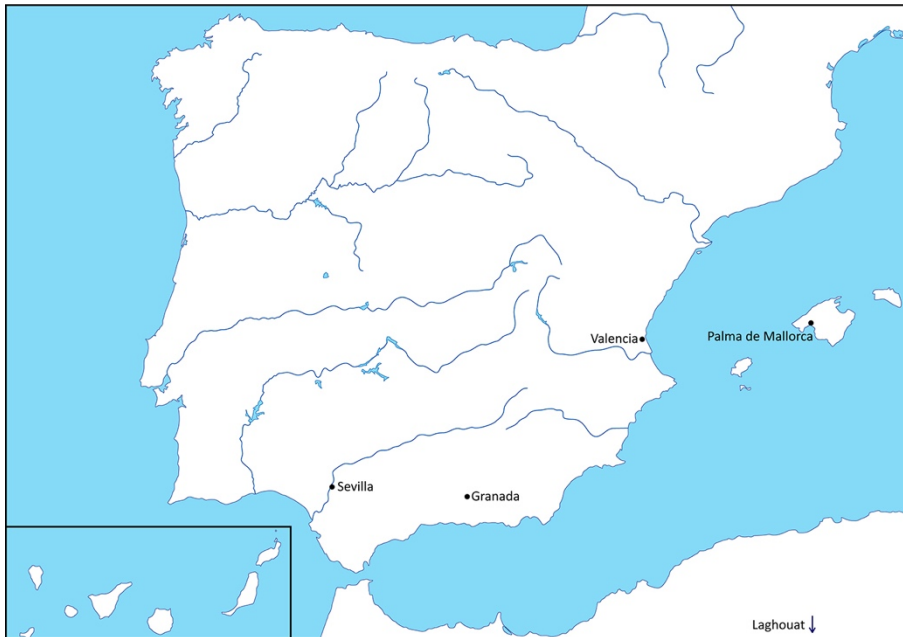 Valencia
Palma de Mallorca
Sevilla
Granada
Laghouat